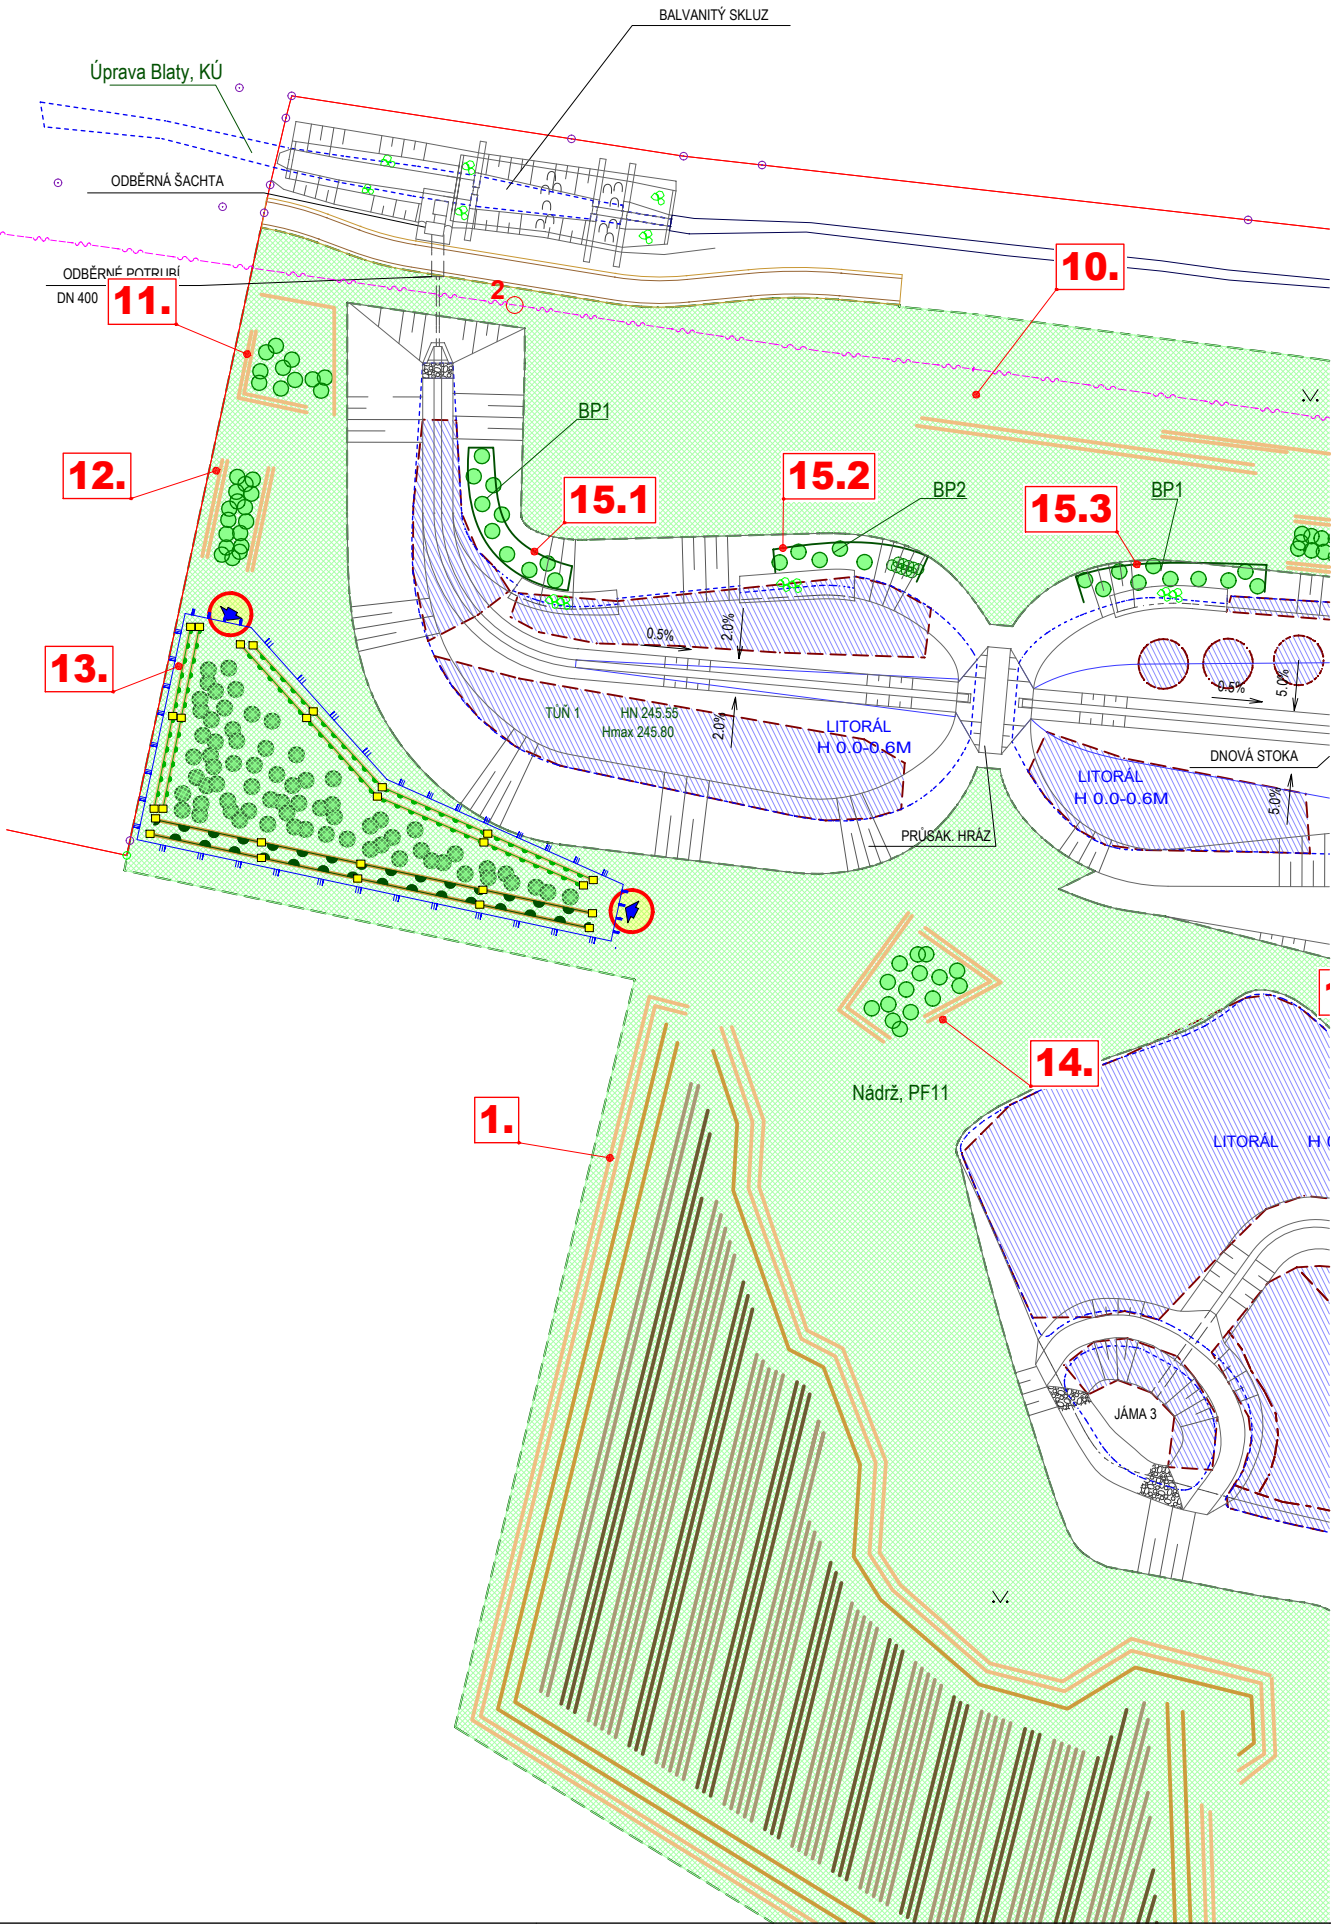 BALVANITÝ SKLUZ
Úprava Blaty, KÚ
ODBĚRNÁ ŠACHTA
ODBĚRNÉ POTRUBÍ
DN 400
11.
2
10.
BP1
12.
15.1
15.2
BP2
15.3
BP1
13.
0.5%
2.0%
TŮŇ 1
HN 245.55
Hmax 245.80
2.0%
LITORÁL
H 0.0-0.6M
0.5%
5.0%
DNOVÁ STOKA
LITORÁL
H 0.0-0.6M
5.0%
PRŮSAK. HRÁZ
14.
Nádrž, PF11
1.
LITORÁL H
JÁMA 3